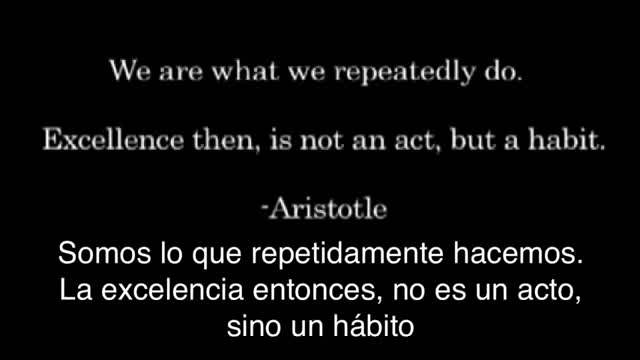 We are what we repeatedly do.
Excellence then, is not an act, but a habit.
-Aristotle
Somos lo que repetidamente hacemos.
La excelencia entonces, no es un acto,
sino un hábito